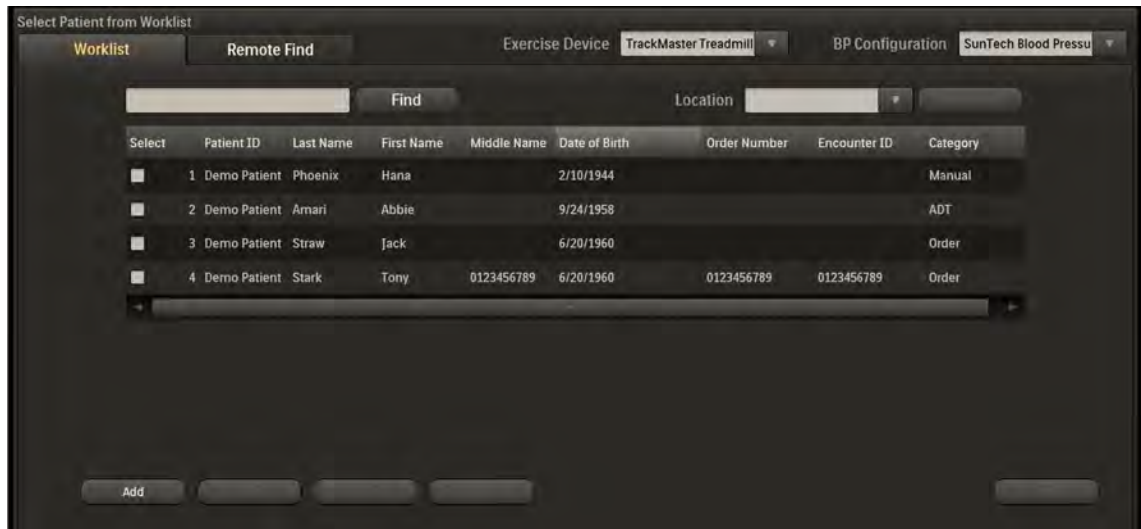 Select Patient from Worklist
Worklist Remote Find Exercise Device TrackMaster Treadmill BP Configuration SunTech Blood Pressu
Find Location
Select Patient ID Last Name First Name Middle Name Date of Birth Order Number Encounter ID Category
1 Demo Patient Phoenix Hana 2/10/1944 Manual
2 Demo Patient Amari Abbie 9/24/1958 ADT
3 Demo Patient Straw Jack 6/20/1960 Order
4 Demo Patient Stark Tony 0123456789 6/20/1960 0123456789 0123456789 Order
Add